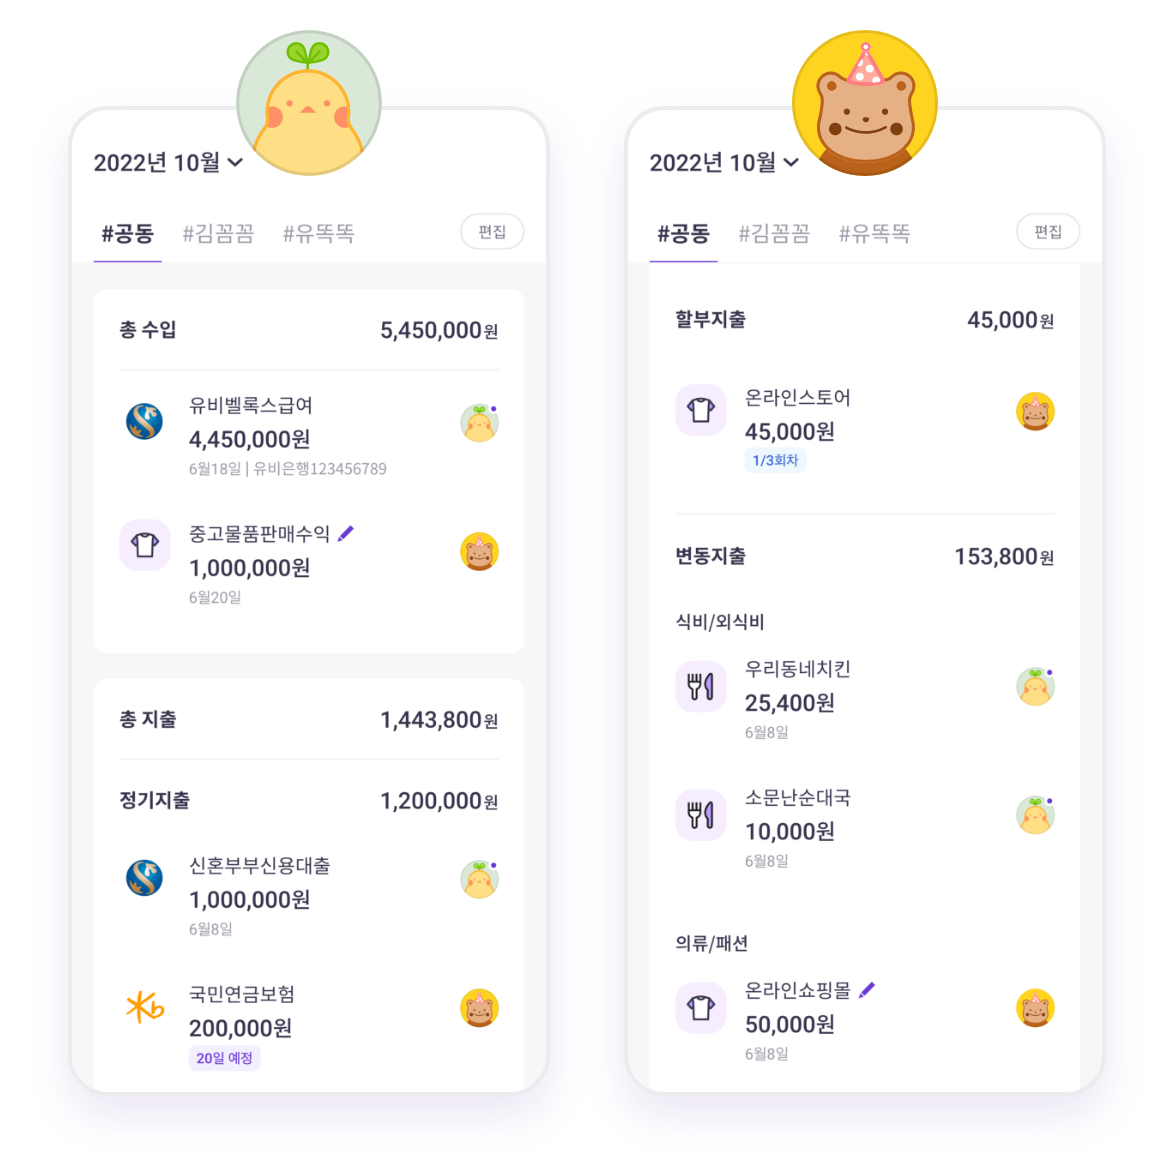 2022년 10월
#공동 #김꼼꼼 #유똑똑 편집
총 수입 5,450,000원
유비벨록스급여
4,450,000원
6월18일 | 유비은행123456789
중고물품판매수익
1,000,000원
6월20일
총 지출 1,443,800원
정기지출 1,200,000원
신혼부부신용대출
1,000,000원
6월8일
국민연금보험
200,000원
20일 예정
2022년 10월
#공동 #김꼼꼼 #유똑똑 편집
할부지출 45,000원
온라인스토어
45,000원
1/3회차
변동지출 153,800원
식비/외식비
우리동네치킨
25,400원
6월8일
소문난순대국
10,000원
6월8일
의류/패션
온라인쇼핑몰
50,000원
6월8일